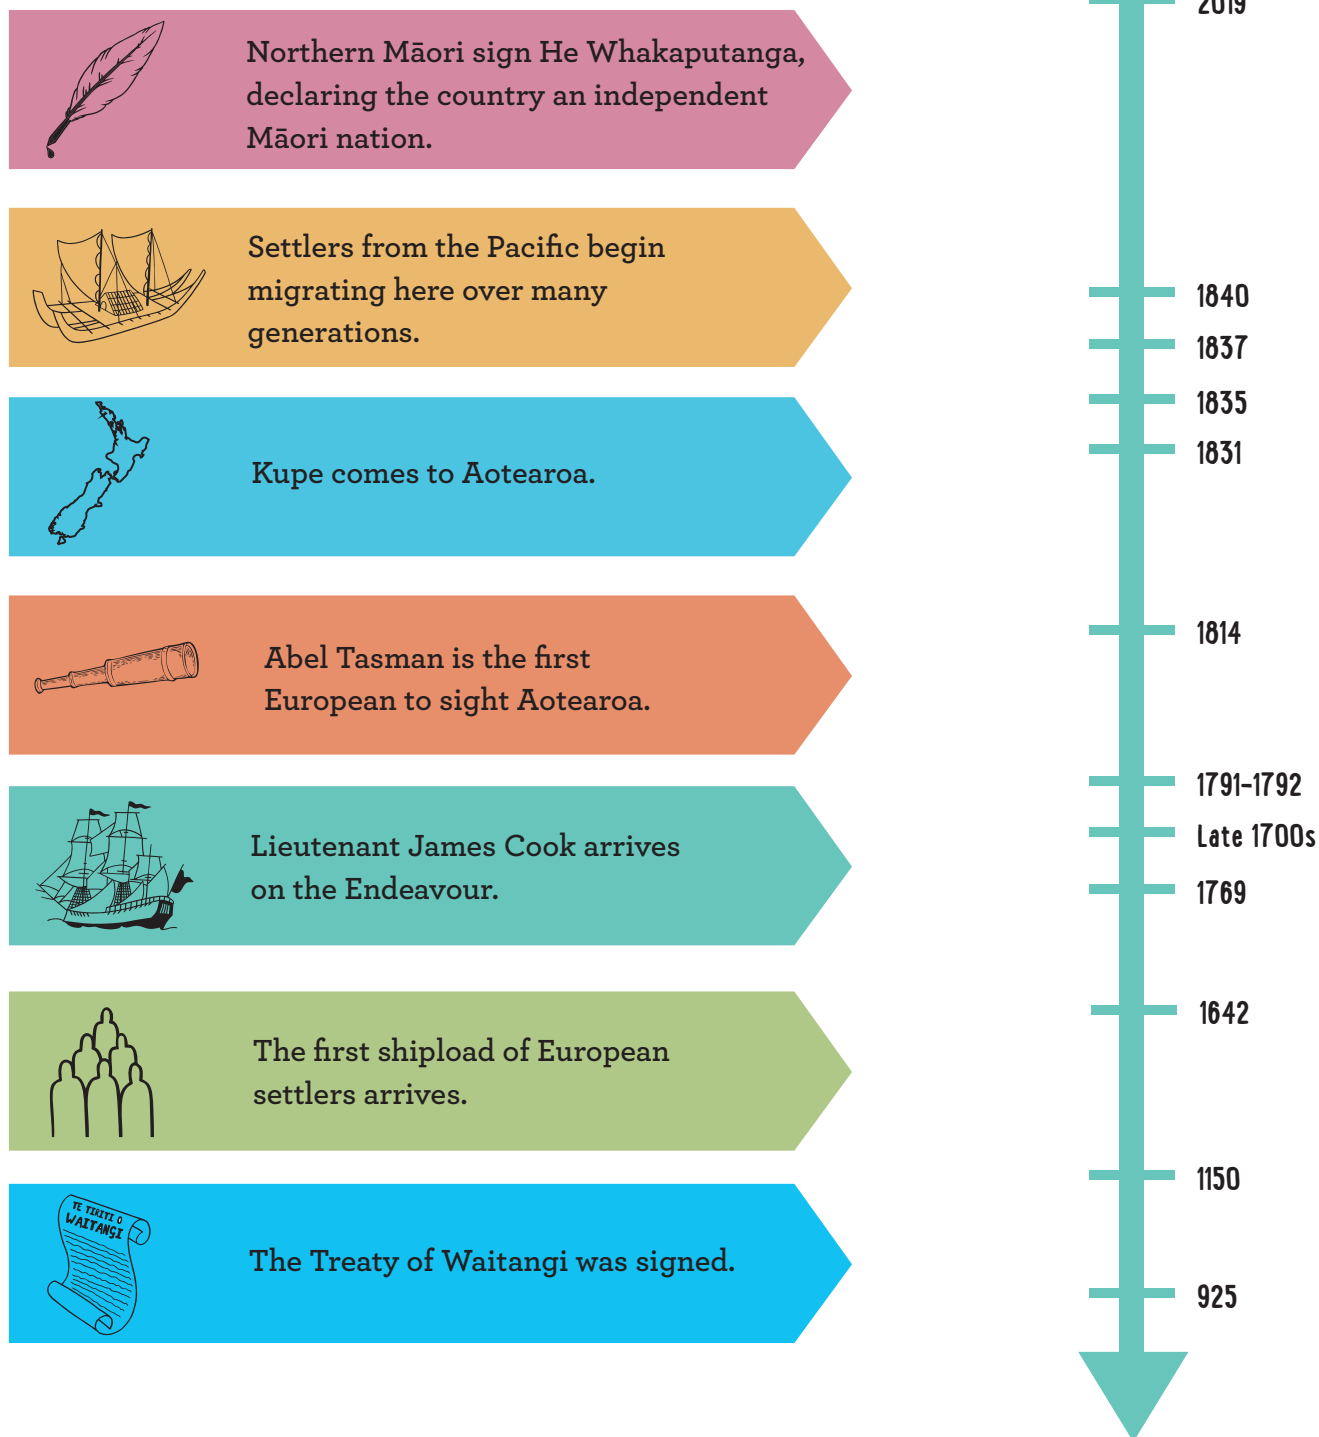 Northern Māori sign He Whakaputanga,
declaring the country an independent
Māori nation.
Settlers from the Pacific begin
migrating here over many
generations.
Kupe comes to Aotearoa.
Abel Tasman is the first
European to sight Aotearoa.
Lieutenant James Cook arrives
on the Endeavour.
The first shipload of European
settlers arrives.
TE TIRITI O
WAITANGI
The Treaty of Waitangi was signed.
2019
1840
1837
1835
1831
1814
1791-1792
Late 1700s
1769
1642
1150
925